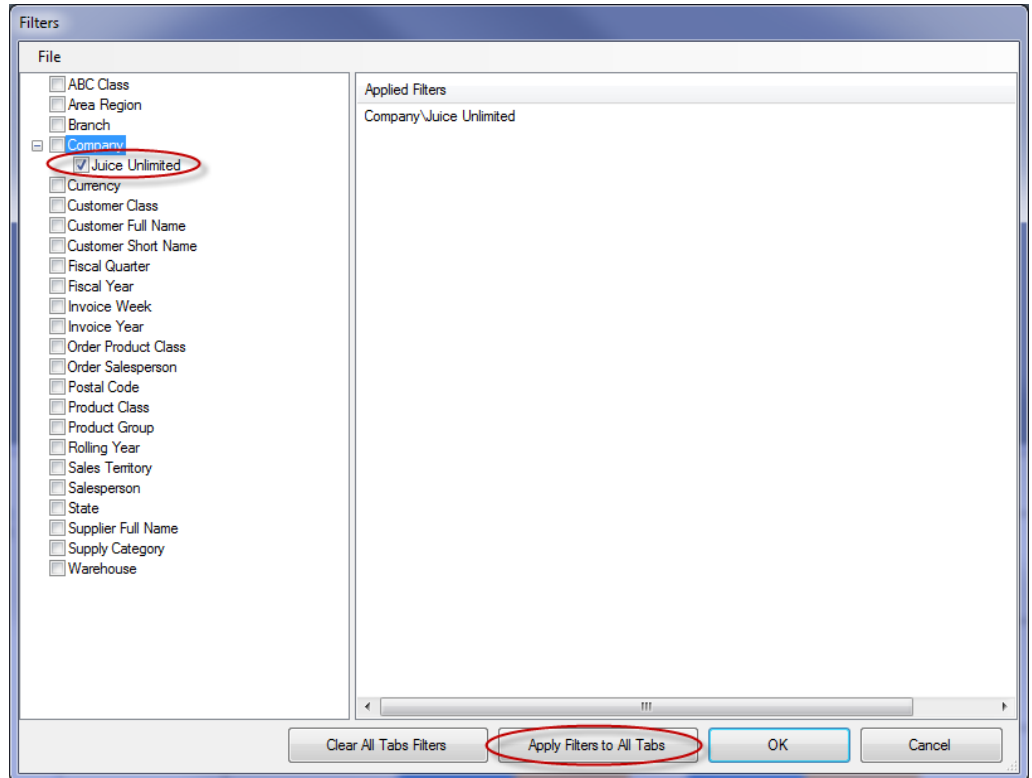 Filters
File
ABC Class
Area Region
Branch
Company
Juice Unlimited
Currency
Customer Class
Customer Full Name
Customer Short Name
Fiscal Quarter
Fiscal Year
Invoice Week
Invoice Year
Order Product Class
Order Salesperson
Postal Code
Product Class
Product Group
Rolling Year
Sales Territory
Salesperson
State
Supplier Full Name
Supply Category
Warehouse
Applied Filters
Company\Juice Unlimited
Clear All Tabs Filters Apply Filters to All Tabs OK Cancel